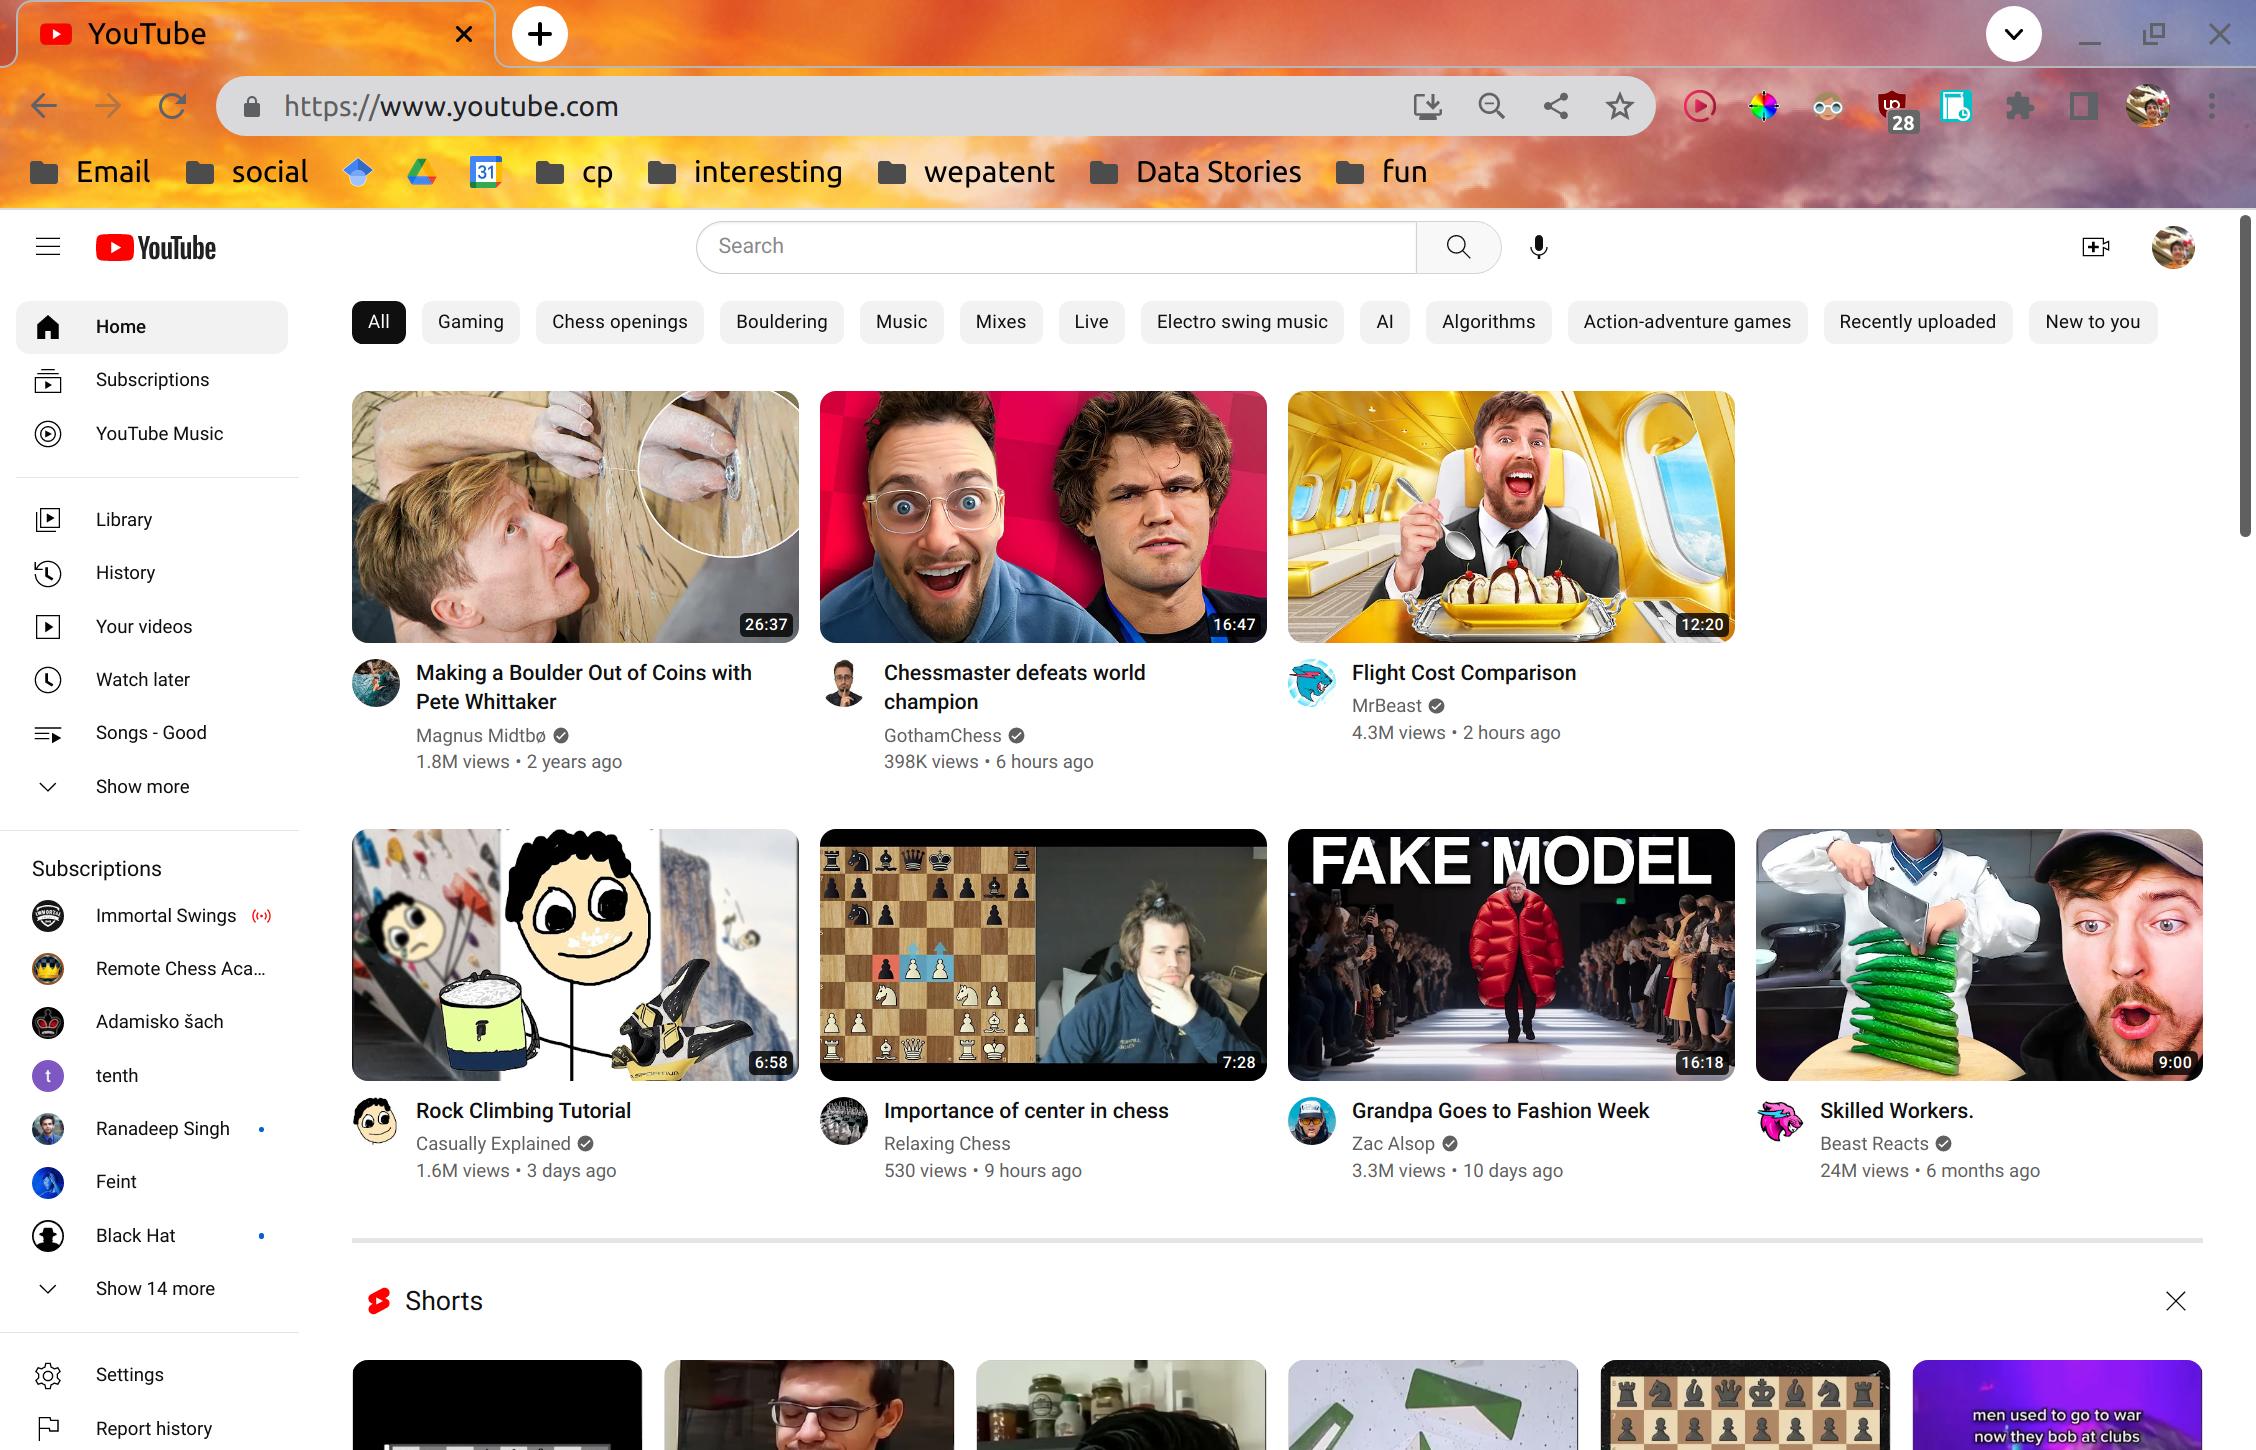 YouTube
https://www.youtube.com
28
Email
social
31
cp
interesting
wepatent
Data Stories
fun
YouTube
Search
Home
Subscriptions
YouTube Music
Library
History
Your videos
Watch later
Songs - Good
Show more
Subscriptions
Immortal Swings
Remote Chess Aca...
Adamisko šach
t
tenth
Ranadeep Singh
Feint
Black Hat
Show 14 more
Settings
Report history
All
Gaming
Chess openings
Bouldering
Music
Mixes
Live
Electro swing music
AI
Algorithms
Action-adventure games
Recently uploaded
New to you
26:37
Making a Boulder Out of Coins with
Pete Whittaker
Magnus Midtbø
1.8M views • 2 years ago
16:47
Chessmaster defeats world
champion
GothamChess
398K views • 6 hours ago
12:20
Flight Cost Comparison
MrBeast
4.3M views • 2 hours ago
6:58
Rock Climbing Tutorial
Casually Explained
1.6M views • 3 days ago
7:28
Importance of center in chess
Relaxing Chess
530 views • 9 hours ago
FAKE MODEL
16:18
Grandpa Goes to Fashion Week
Zac Alsop
3.3M views • 10 days ago
9:00
Skilled Workers.
Beast Reacts
24M views • 6 months ago
Shorts
men used to go to war
now they bob at clubs